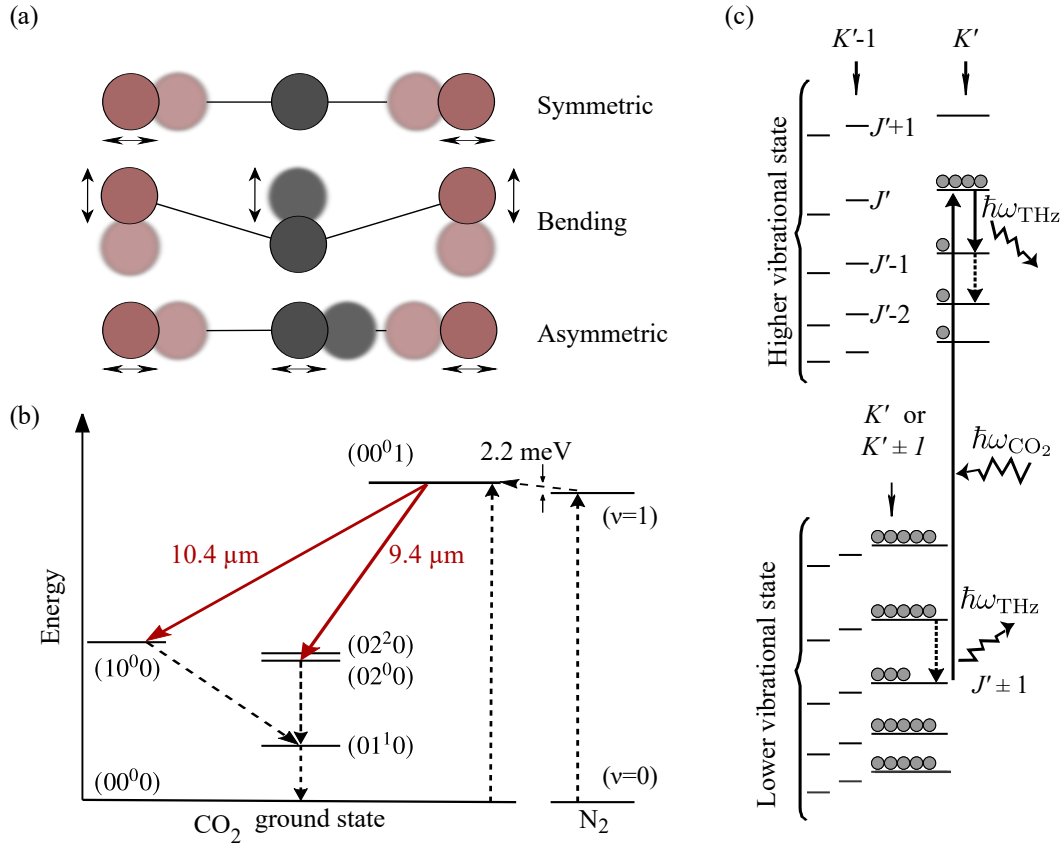 (a)
Symmetric
Bending
Asymmetric
(b)
Energy
(00⁰1)
2.2 meV
(ν=1)
10.4 µm
9.4 µm
(10⁰0)
(02²0)
(02⁰0)
(01¹0)
(00⁰0)
(ν=0)
CO₂ ground state
N₂
(c)
K'-1
K'
Higher vibrational state
J'+1
J'
J'-1
J'-2
ℏω_THz
K' or
K' ± 1
ℏω_CO₂
Lower vibrational state
ℏω_THz
J' ± 1